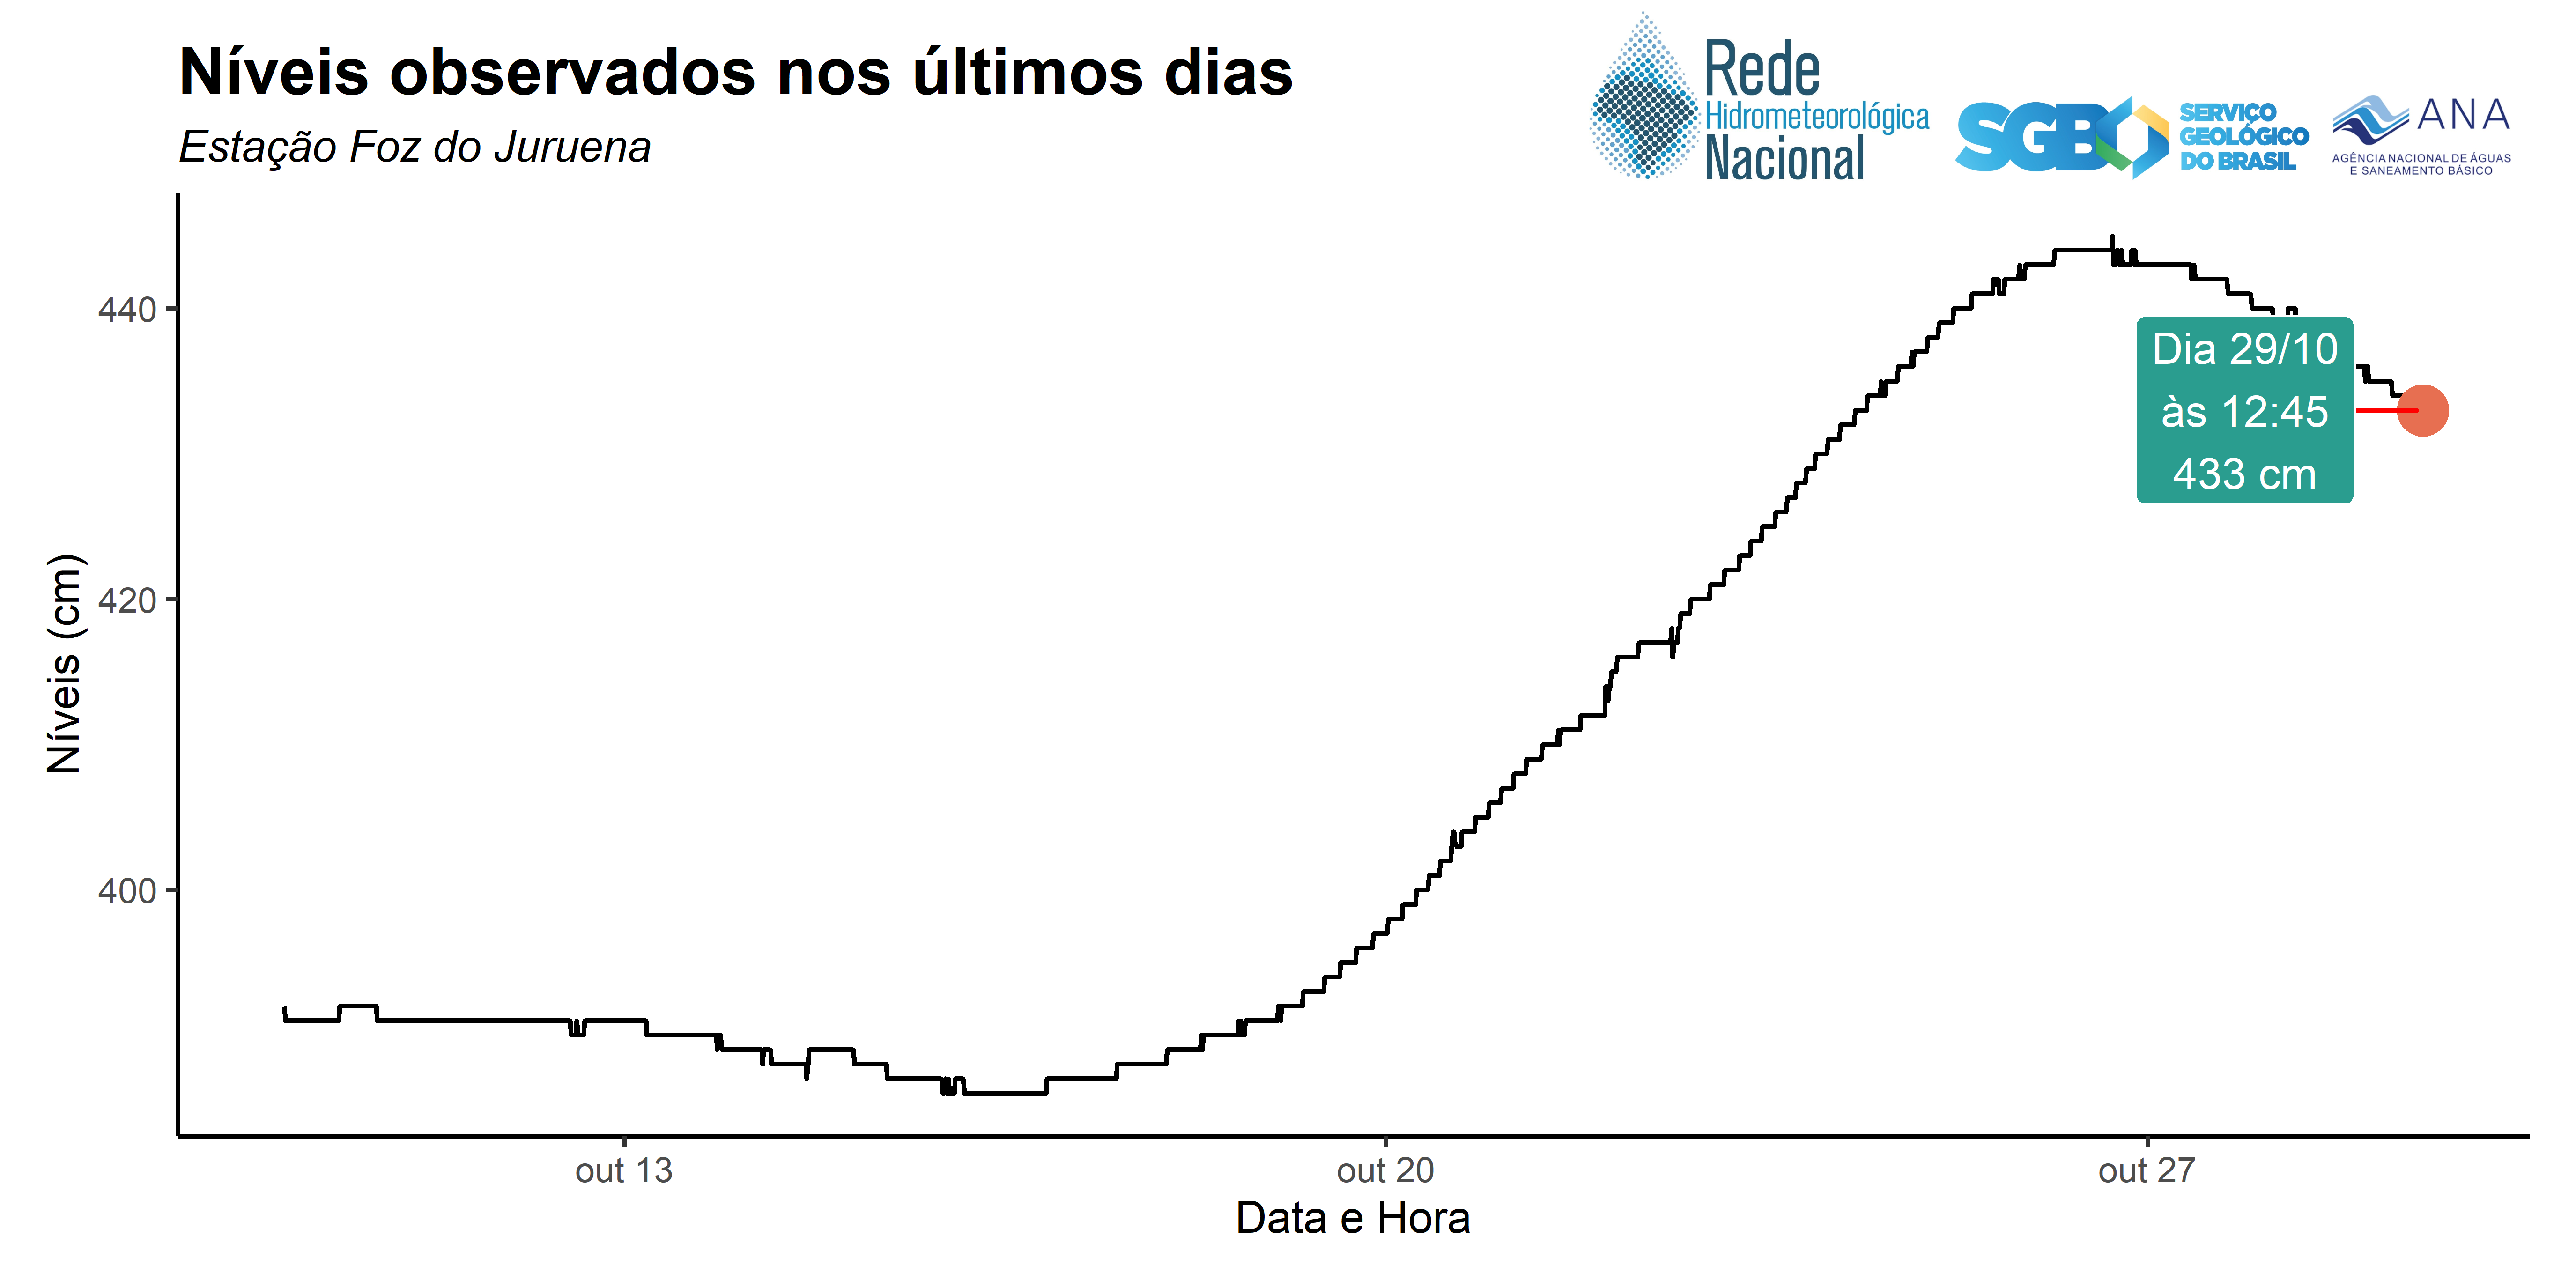 Níveis observados nos últimos dias
Estação Foz do Juruena
Rede
Hidrometeorológica
Nacional
SGB
SERVIÇO
GEOLÓGICO
DO BRASIL
ANA
AGÊNCIA NACIONAL DE ÁGUAS
E SANEAMENTO BÁSICO
Níveis (cm)
440
420
400
Dia 29/10
às 12:45
433 cm
out 13
out 20
out 27
Data e Hora